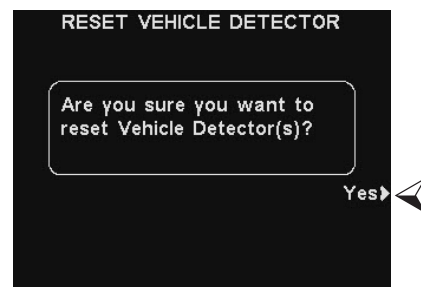 RESET VEHICLE DETECTOR
Are you sure you want to
reset Vehicle Detector(s)?
Yes